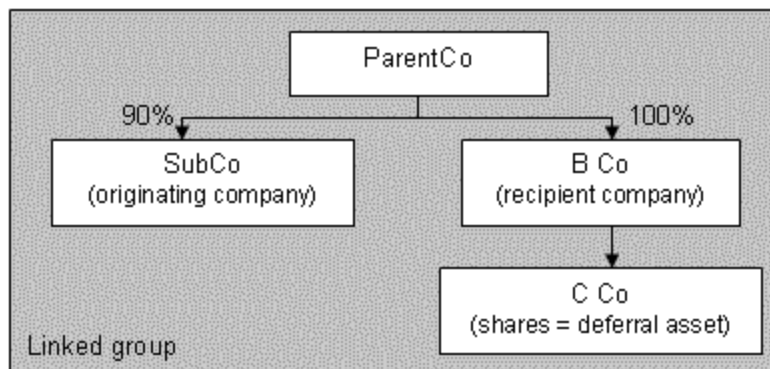 ParentCo
90%
100%
SubCo
(originating company)
B Co
(recipient company)
C Co
(shares = deferral asset)
Linked group